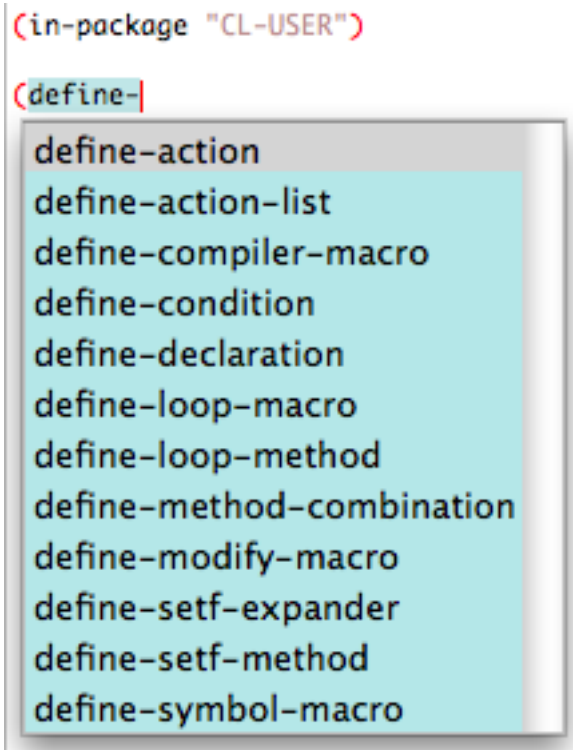 (in-package "CL-USER")
(define-
define-action
define-action-list
define-compiler-macro
define-condition
define-declaration
define-loop-macro
define-loop-method
define-method-combination
define-modify-macro
define-setf-expander
define-setf-method
define-symbol-macro